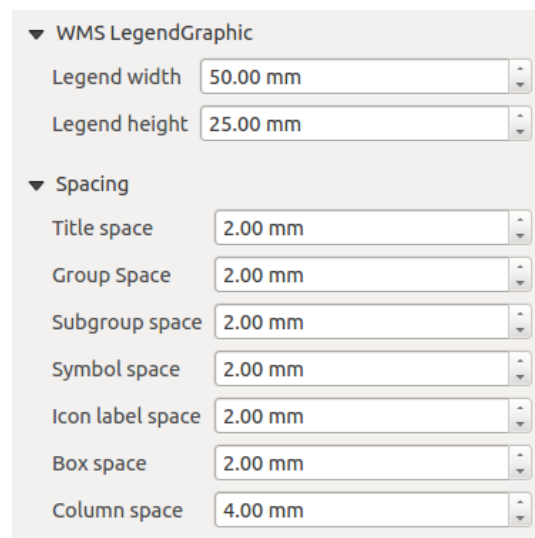 WMS LegendGraphic
Legend width 50.00 mm
Legend height 25.00 mm
Spacing
Title space 2.00 mm
Group Space 2.00 mm
Subgroup space 2.00 mm
Symbol space 2.00 mm
Icon label space 2.00 mm
Box space 2.00 mm
Column space 4.00 mm